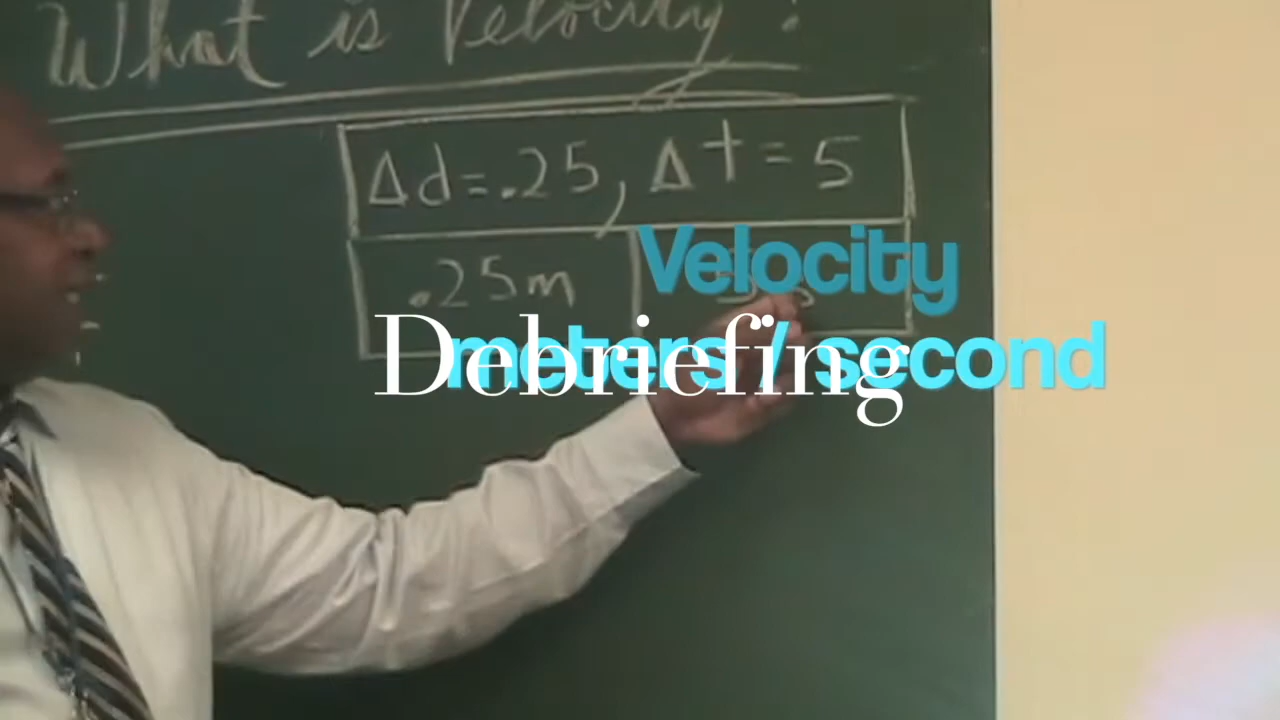 What is Velocity?
Δd=.25, Δt=5
.25m
Velocity
meters / second
Debriefing